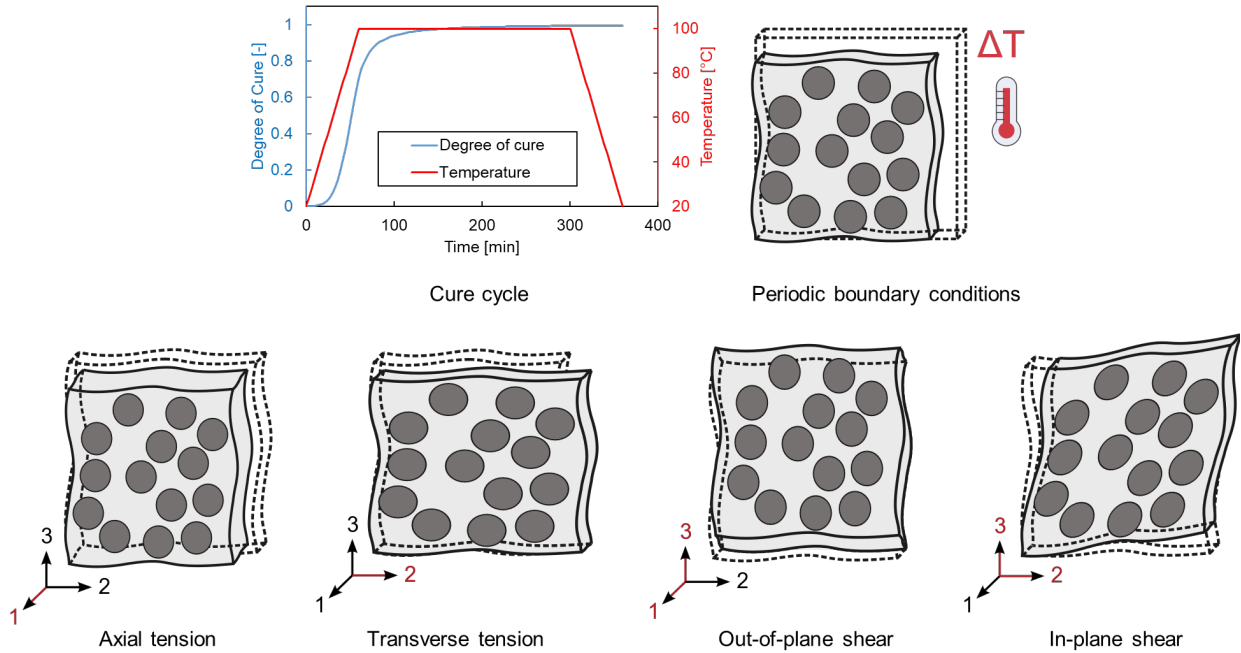 1
0.8
0.6
0.4
0.2
0
Degree of Cure [-]
100
80
60
40
20
Temperature [°C]
0
100
200
300
400
Time [min]
Degree of cure
Temperature
Cure cycle
ΔT
Periodic boundary conditions
3
2
1
Axial tension
3
2
1
Transverse tension
3
2
1
Out-of-plane shear
3
2
1
In-plane shear